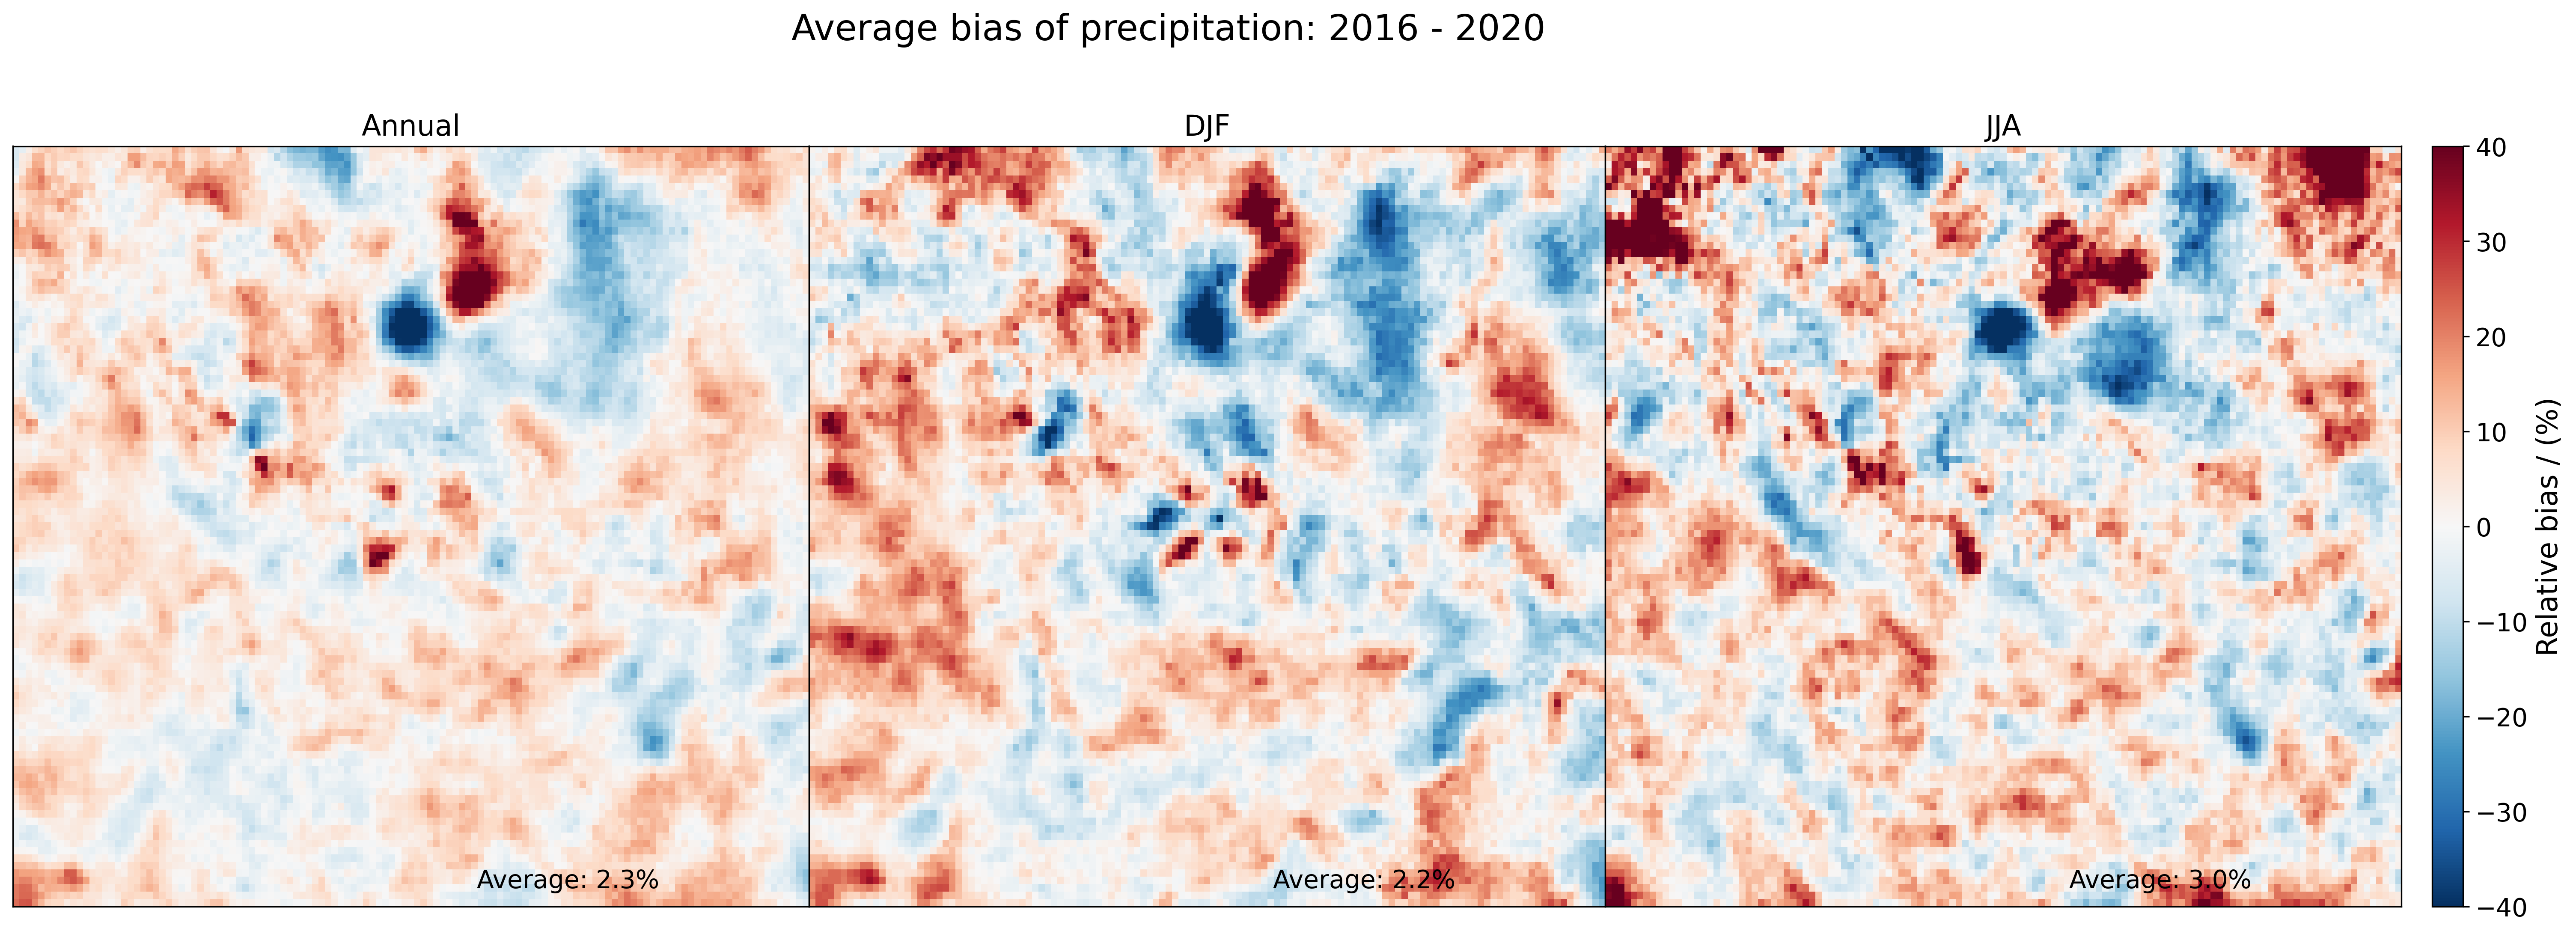 Average bias of precipitation: 2016 - 2020
Annual
DJF
JJA
Average: 2.3%
Average: 2.2%
Average: 3.0%
40
30
20
10
0
−10
−20
−30
−40
Relative bias / (%)